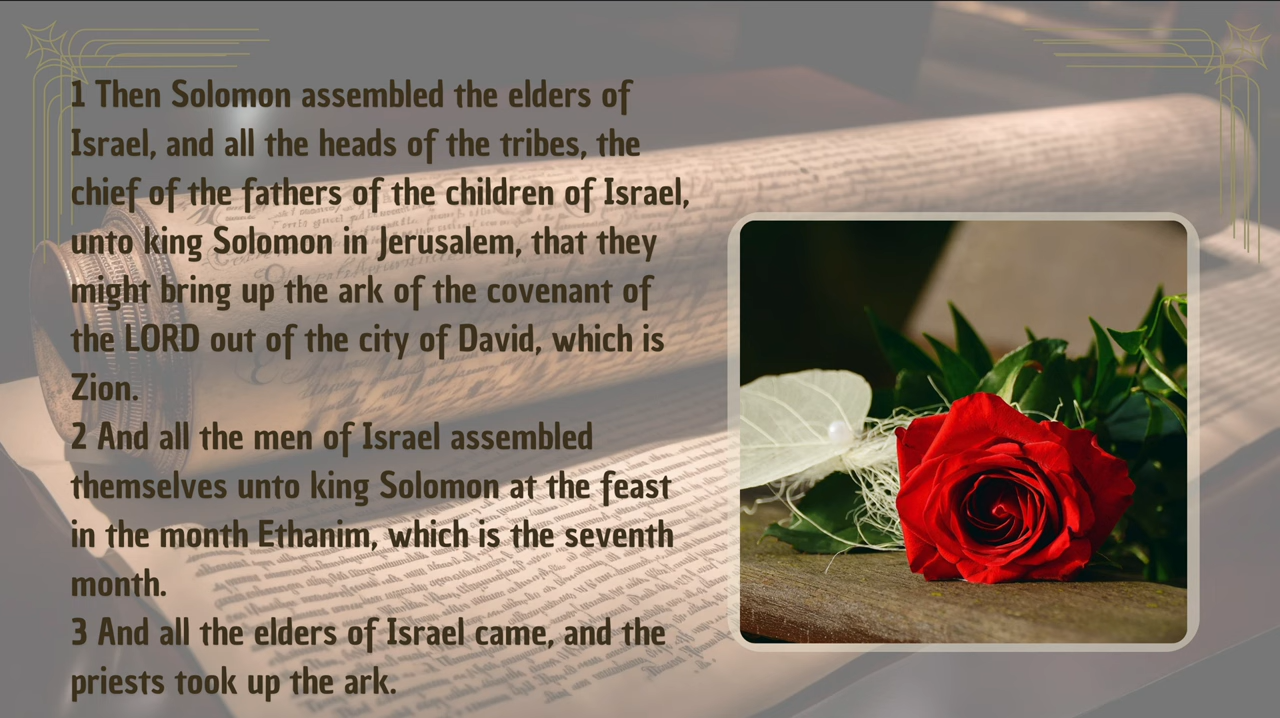 1 Then Solomon assembled the elders of
Israel, and all the heads of the tribes, the
chief of the fathers of the children of Israel,
unto king Solomon in Jerusalem, that they
might bring up the ark of the covenant of
the LORD out of the city of David, which is
Zion.
2 And all the men of Israel assembled
themselves unto king Solomon at the feast
in the month Ethanim, which is the seventh
month.
3 And all the elders of Israel came, and the
priests took up the ark.